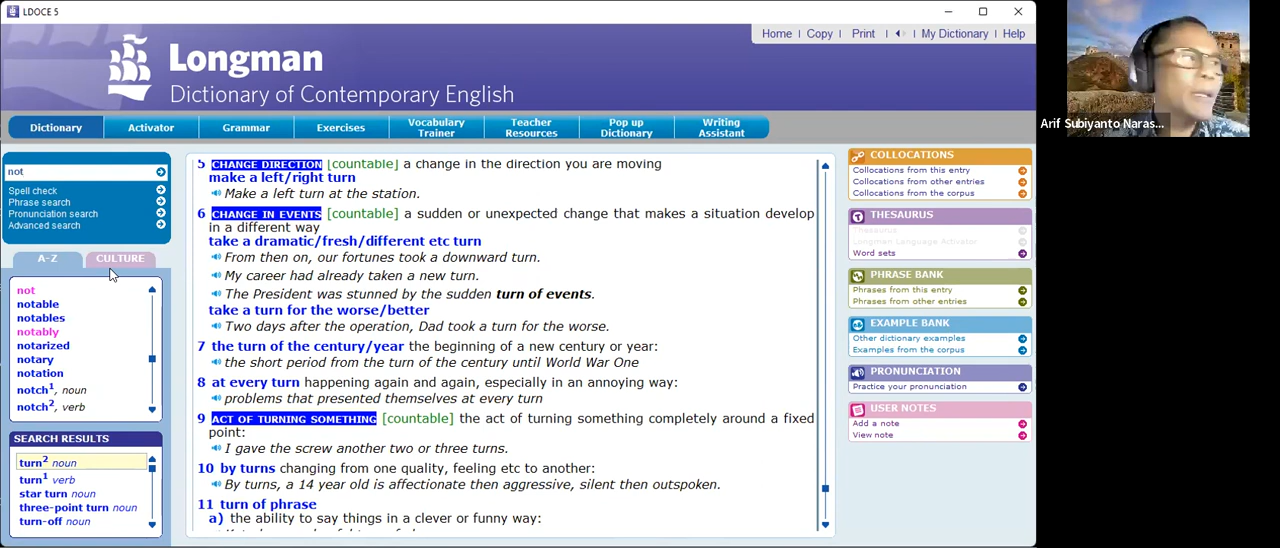 LDOCE 5
Home | Copy | Print | My Dictionary | Help
Longman
Dictionary of Contemporary English
Dictionary
Activator
Grammar
Exercises
Vocabulary Trainer
Teacher Resources
Pop up Dictionary
Writing Assistant
not
Spell check
Phrase search
Pronunciation search
Advanced search
A-Z
CULTURE
not
notable
notables
notably
notarized
notary
notation
notch1, noun
notch2, verb
SEARCH RESULTS
turn2 noun
turn1 verb
star turn noun
three-point turn noun
turn-off noun
5 CHANGE DIRECTION [countable] a change in the direction you are moving
make a left/right turn
Make a left turn at the station.
6 CHANGE IN EVENTS [countable] a sudden or unexpected change that makes a situation develop
in a different way
take a dramatic/fresh/different etc turn
From then on, our fortunes took a downward turn.
My career had already taken a new turn.
The President was stunned by the sudden turn of events.
take a turn for the worse/better
Two days after the operation, Dad took a turn for the worse.
7 the turn of the century/year the beginning of a new century or year:
the short period from the turn of the century until World War One
8 at every turn happening again and again, especially in an annoying way:
problems that presented themselves at every turn
9 ACT OF TURNING SOMETHING [countable] the act of turning something completely around a fixed
point:
I gave the screw another two or three turns.
10 by turns changing from one quality, feeling etc to another:
By turns, a 14 year old is affectionate then aggressive, silent then outspoken.
11 turn of phrase
a) the ability to say things in a clever or funny way:
COLLOCATIONS
Collocations from this entry
Collocations from other entries
Collocations from the corpus
THESAURUS
Thesaurus
Longman Language Activator
Word sets
PHRASE BANK
Phrases from this entry
Phrases from other entries
EXAMPLE BANK
Other dictionary examples
Examples from the corpus
PRONUNCIATION
Practice your pronunciation
USER NOTES
Add a note
View note
Arif Subiyanto Naras...